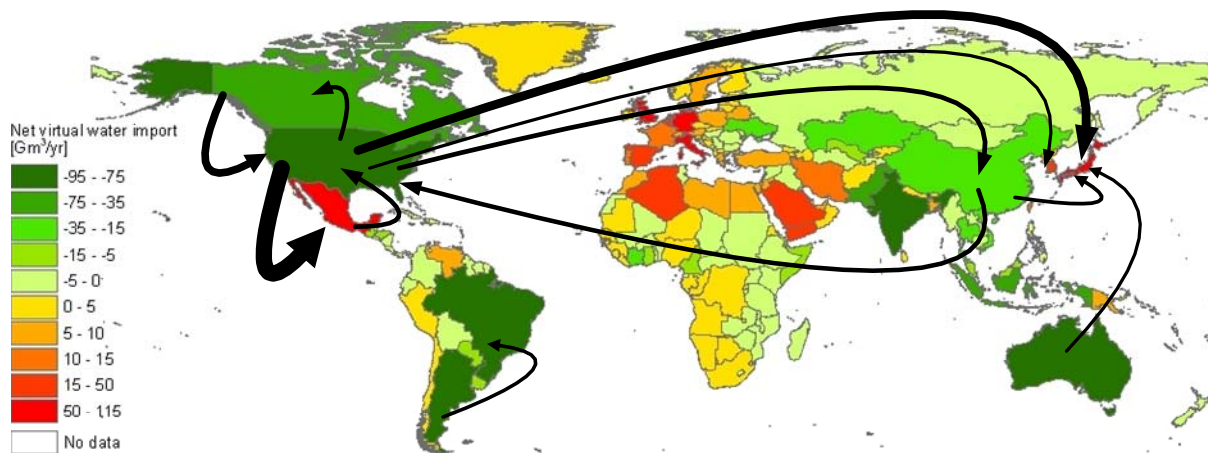 Net virtual water import
[Gm³/yr]
-95 - -75
-75 - -35
-35 - -15
-15 - -5
-5 - 0
0 - 5
5 - 10
10 - 15
15 - 50
50 - 115
No data